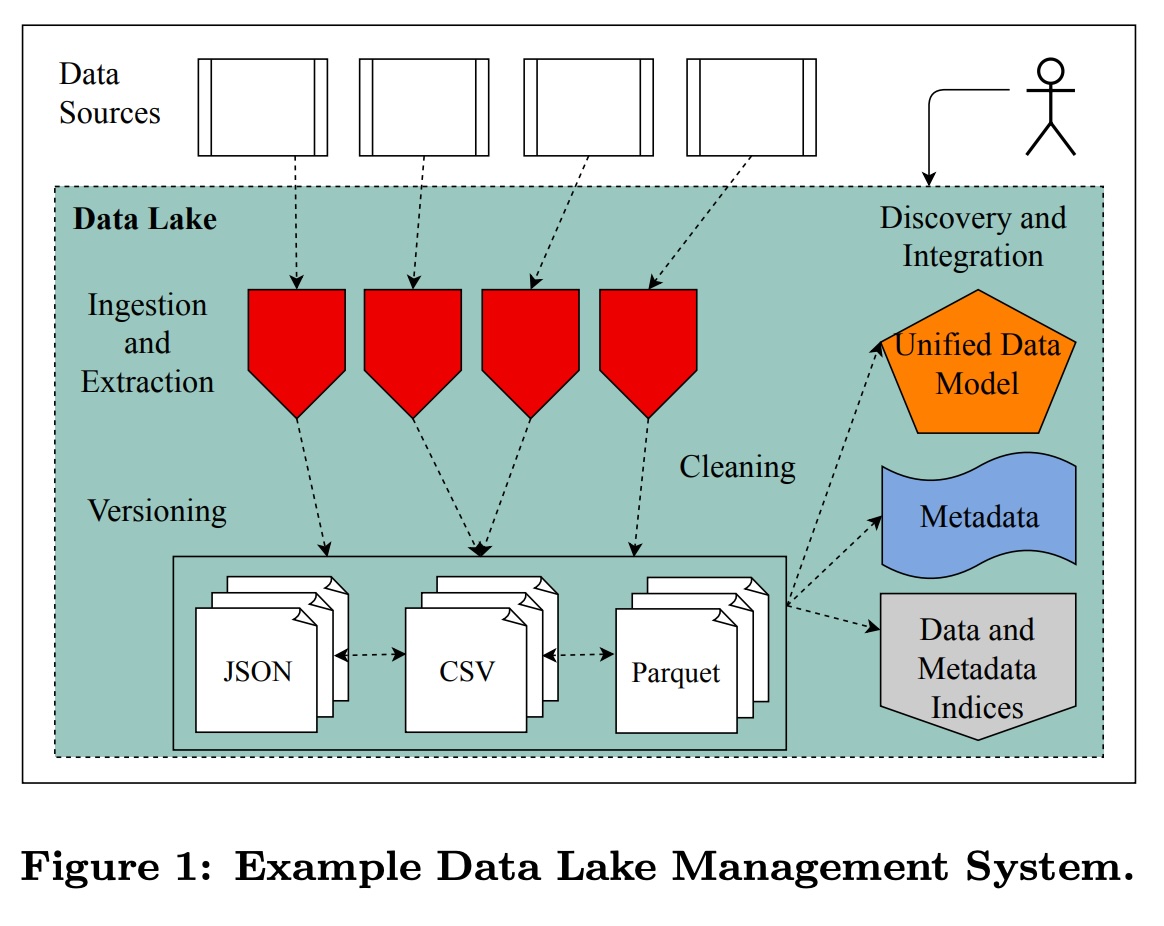 Data
Sources
Data Lake
Discovery and
Integration
Ingestion
and
Extraction
Unified Data
Model
Cleaning
Versioning
Metadata
JSON
CSV
Parquet
Data and
Metadata
Indices
Figure 1: Example Data Lake Management System.